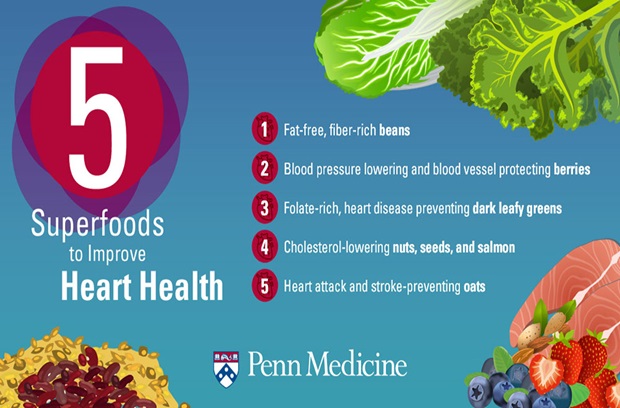 5
Superfoods
to Improve
Heart Health
1 Fat-free, fiber-rich beans
2 Blood pressure lowering and blood vessel protecting berries
3 Folate-rich, heart disease preventing dark leafy greens
4 Cholesterol-lowering nuts, seeds, and salmon
5 Heart attack and stroke-preventing oats
Penn Medicine